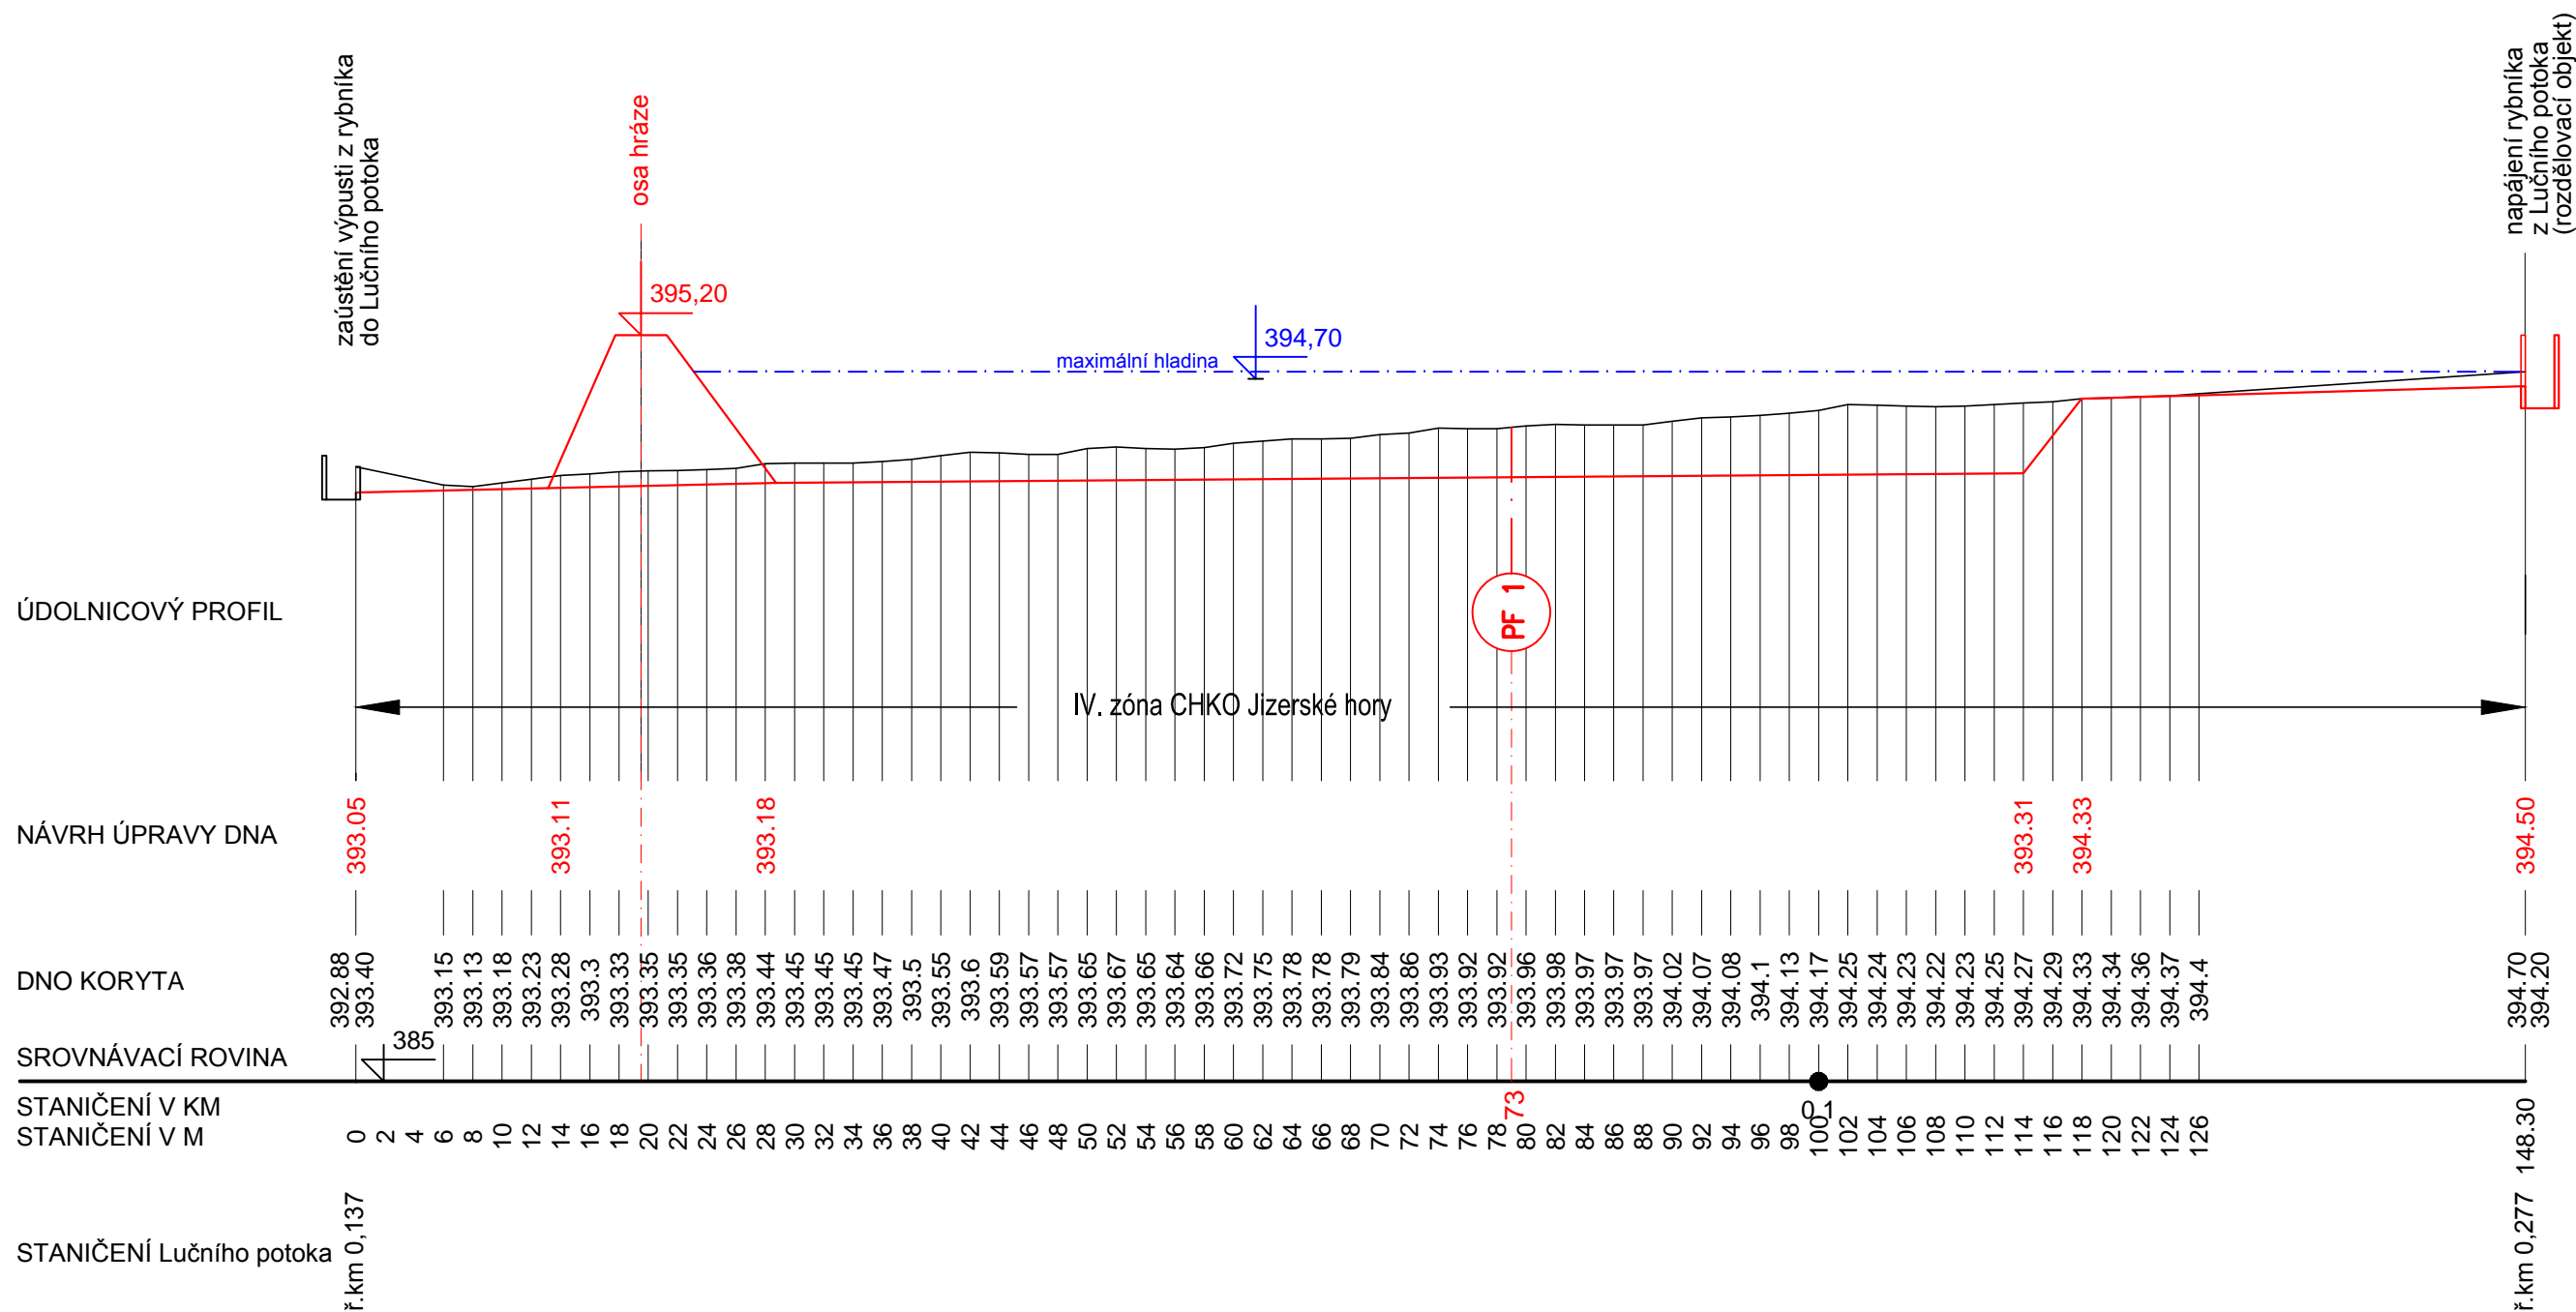 zaústění výpusti z rybníka
do Lučního potoka
osa hráze
395,20
maximální hladina
394,70
napájení rybníka
z Lučního potoka
(rozdělovací objekt)
ÚDOLNICOVÝ PROFIL
PF 1
IV. zóna CHKO Jizerské hory
NÁVRH ÚPRAVY DNA
393.05 393.11 393.18 393.31 394.33 394.50
DNO KORYTA
392.88 393.40 393.15 393.13 393.18 393.23 393.28 393.3 393.33 393.35 393.35 393.36 393.38 393.44 393.45 393.45 393.45 393.47 393.5 393.55 393.6 393.59 393.57 393.57 393.65 393.67 393.65 393.64 393.66 393.72 393.75 393.78 393.78 393.79 393.84 393.86 393.93 393.92 393.92 393.96 393.98 393.97 393.97 393.97 394.02 394.07 394.08 394.1 394.13 394.17 394.25 394.24 394.23 394.22 394.23 394.25 394.27 394.29 394.33 394.34 394.36 394.37 394.4 394.70 394.20
SROVNÁVACÍ ROVINA
385
STANIČENÍ V KM
73 0,1
STANIČENÍ V M
0 2 4 6 8 10 12 14 16 18 20 22 24 26 28 30 32 34 36 38 40 42 44 46 48 50 52 54 56 58 60 62 64 66 68 70 72 74 76 78 80 82 84 86 88 90 92 94 96 98 100 102 104 106 108 110 112 114 116 118 120 122 124 126 148.30
STANIČENÍ Lučního potoka
ř.km 0,137 ř.km 0,277